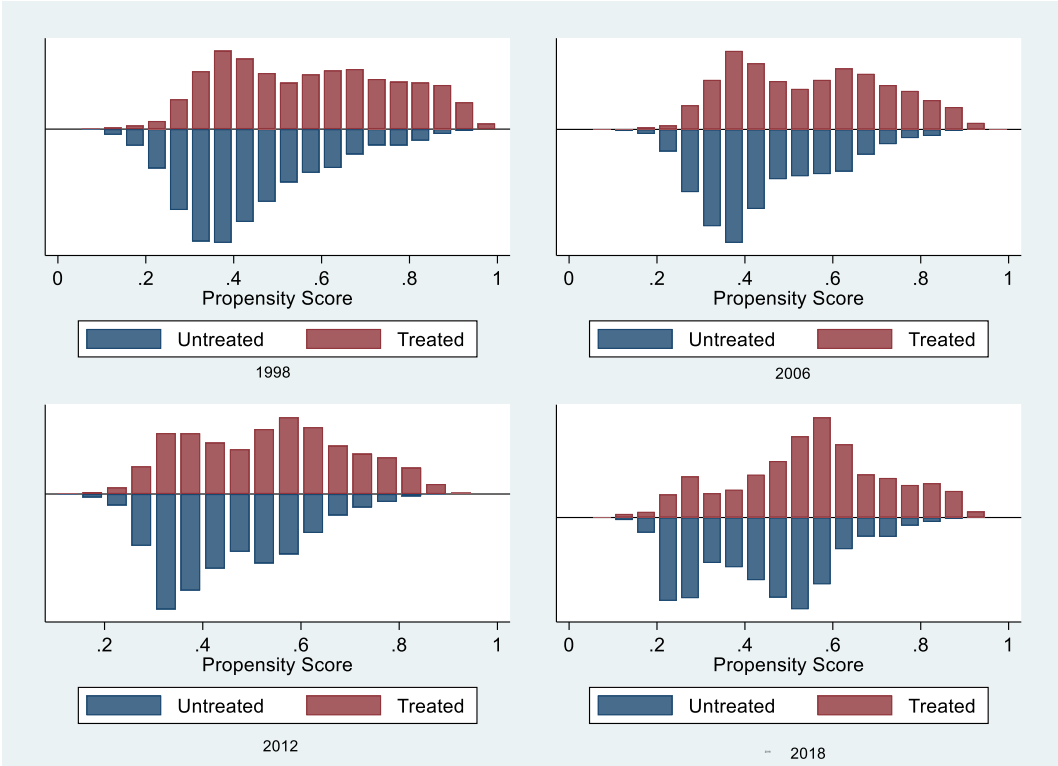 0 .2 .4 .6 .8 1
Propensity Score
Untreated Treated
1998
0 .2 .4 .6 .8 1
Propensity Score
Untreated Treated
2006
.2 .4 .6 .8 1
Propensity Score
Untreated Treated
2012
0 .2 .4 .6 .8 1
Propensity Score
Untreated Treated
2018